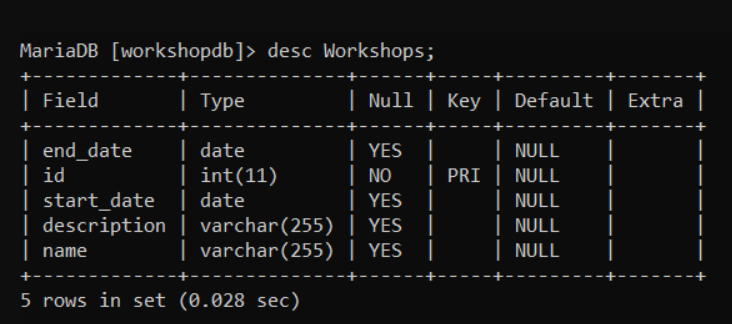 MariaDB [workshopdb]> desc Workshops;
+-------------+--------------+------+-----+---------+-------+
| Field       | Type         | Null | Key | Default | Extra |
+-------------+--------------+------+-----+---------+-------+
| end_date    | date         | YES  |     | NULL    |       |
| id          | int(11)      | NO   | PRI | NULL    |       |
| start_date  | date         | YES  |     | NULL    |       |
| description | varchar(255) | YES  |     | NULL    |       |
| name        | varchar(255) | YES  |     | NULL    |       |
+-------------+--------------+------+-----+---------+-------+
5 rows in set (0.028 sec)